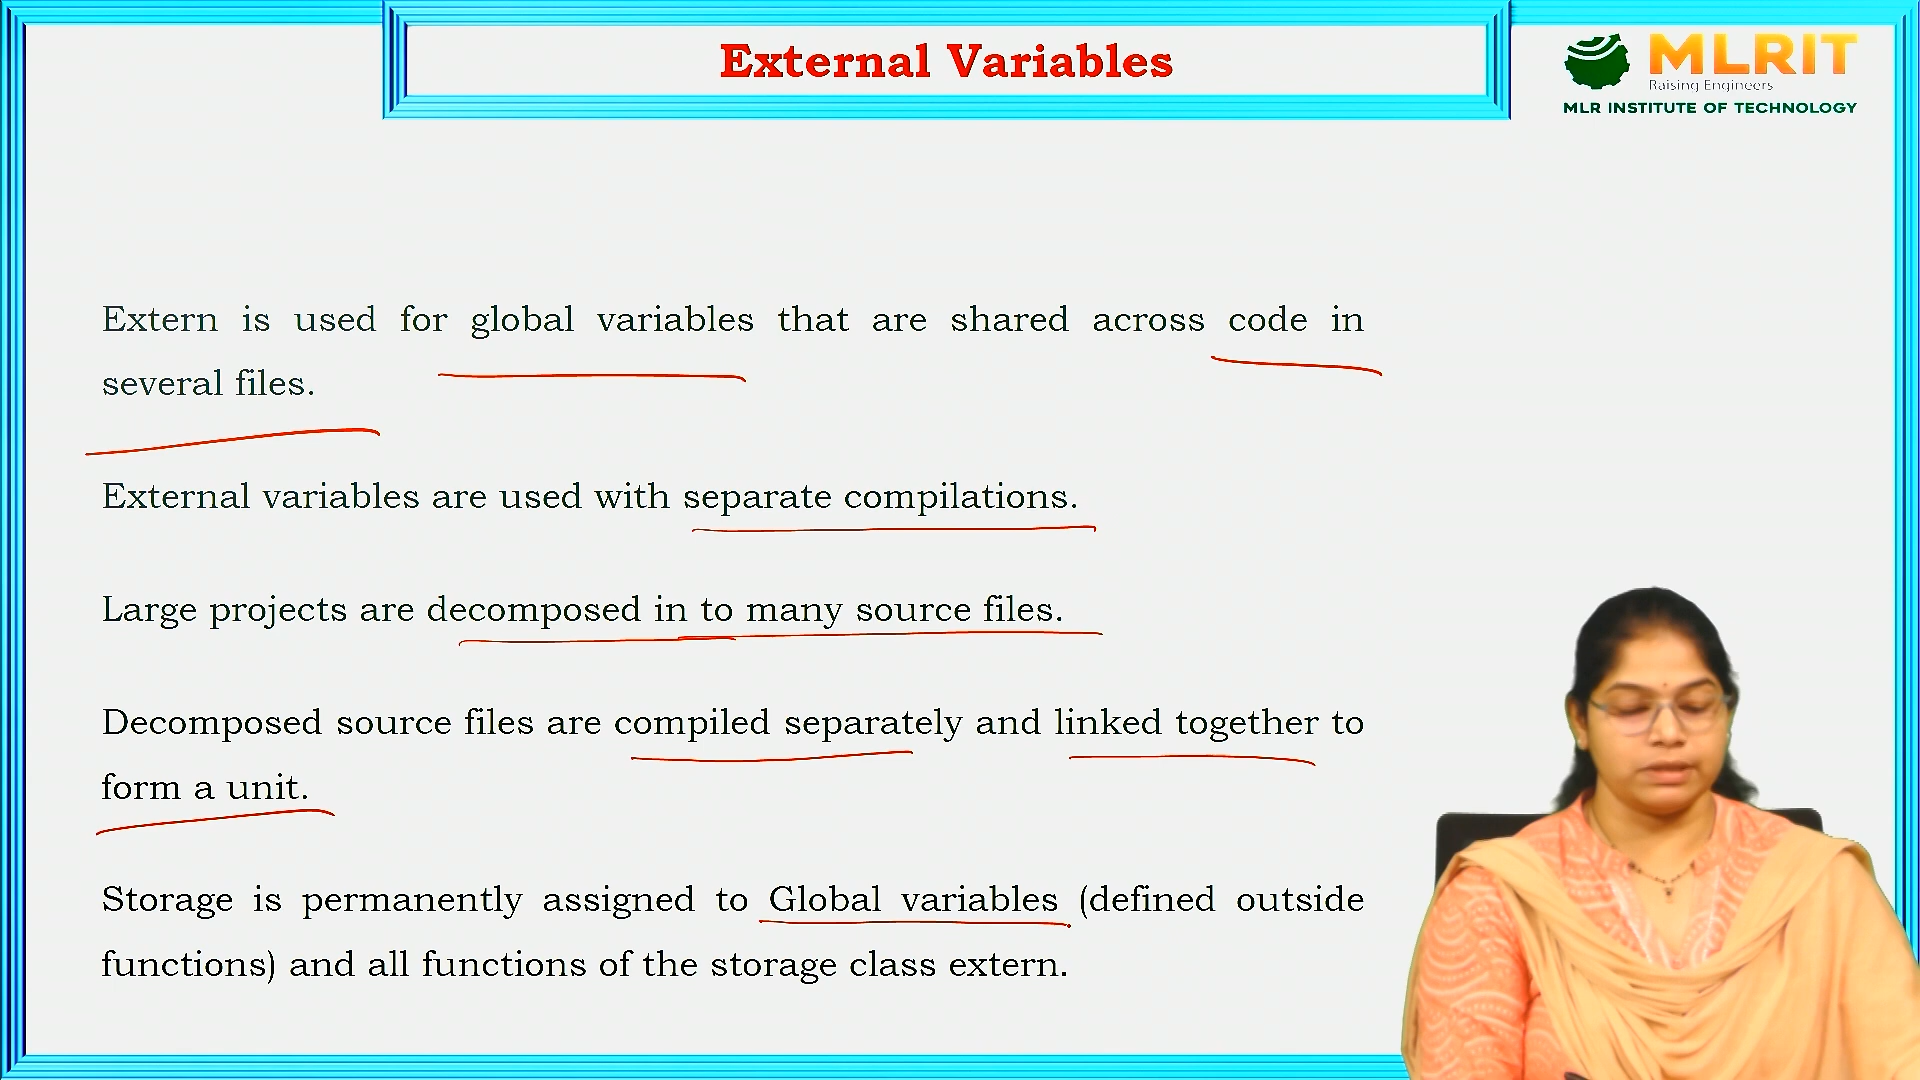 External Variables
MLRIT
Raising Engineers
MLR INSTITUTE OF TECHNOLOGY
Extern is used for global variables that are shared across code in
several files.
External variables are used with separate compilations.
Large projects are decomposed in to many source files.
Decomposed source files are compiled separately and linked together to
form a unit.
Storage is permanently assigned to Global variables (defined outside
functions) and all functions of the storage class extern.